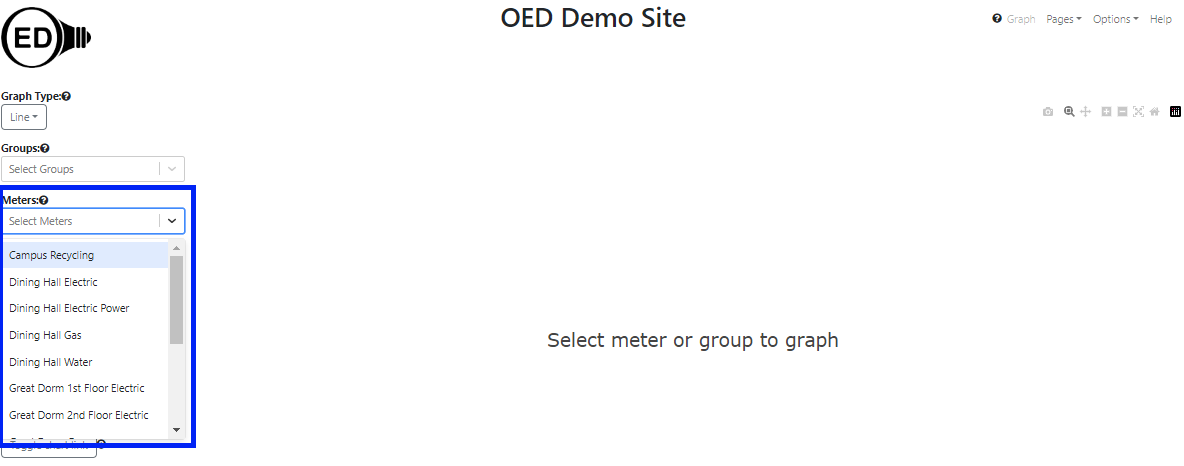 OED Demo Site
Graph Pages Options Help
ED
Graph Type:
Line
Groups:
Select Groups
Meters:
Select Meters
Campus Recycling
Dining Hall Electric
Dining Hall Electric Power
Dining Hall Gas
Dining Hall Water
Great Dorm 1st Floor Electric
Great Dorm 2nd Floor Electric
Select meter or group to graph